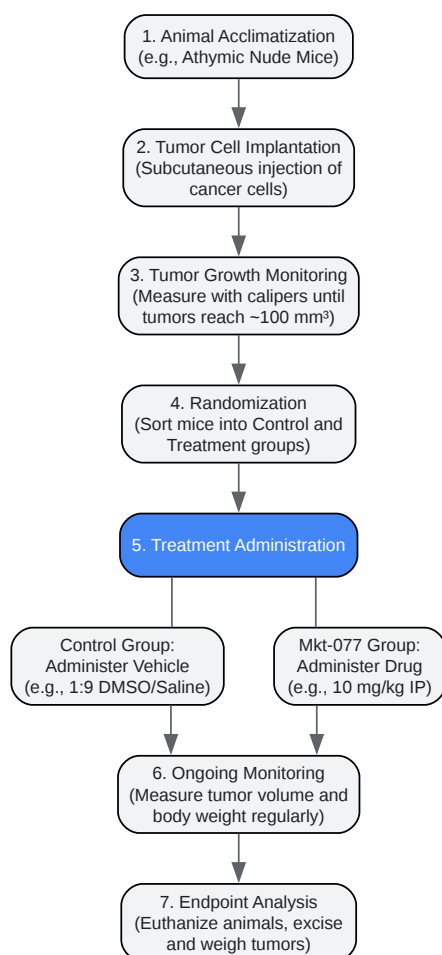 1. Animal Acclimatization
(e.g., Athymic Nude Mice)
2. Tumor Cell Implantation
(Subcutaneous injection of
cancer cells)
3. Tumor Growth Monitoring
(Measure with calipers until
tumors reach ~100 mm³)
4. Randomization
(Sort mice into Control and
Treatment groups)
5. Treatment Administration
Control Group:
Administer Vehicle
(e.g., 1:9 DMSO/Saline)
Mkt-077 Group:
Administer Drug
(e.g., 10 mg/kg IP)
6. Ongoing Monitoring
(Measure tumor volume and
body weight regularly)
7. Endpoint Analysis
(Euthanize animals, excise
and weigh tumors)